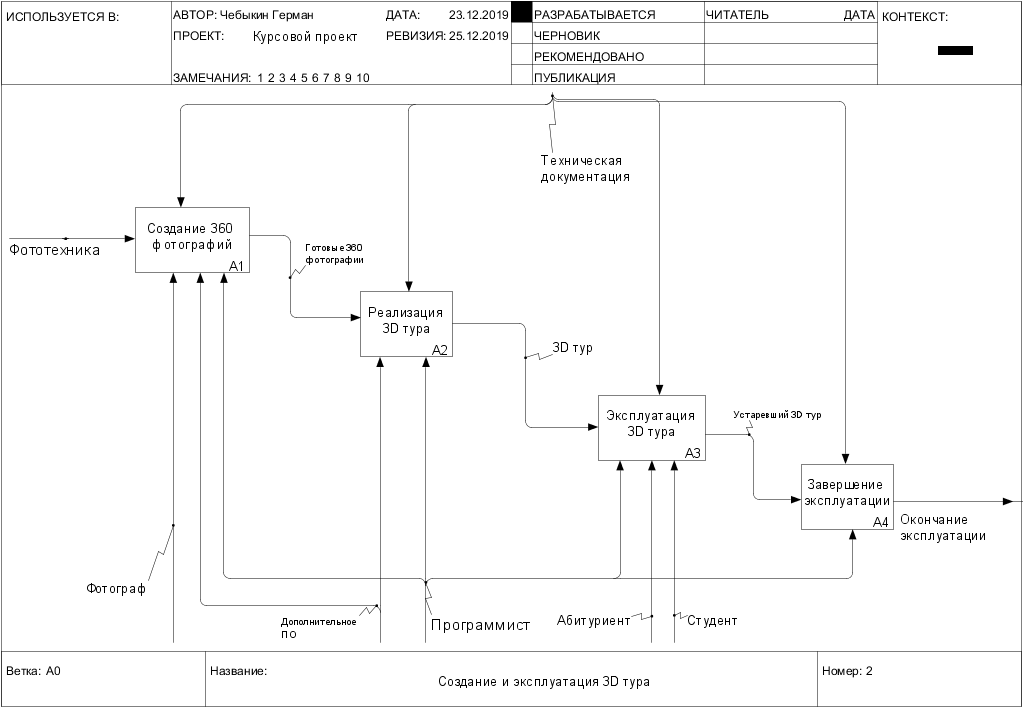 ИСПОЛЬЗУЕТСЯ В:
АВТОР: Чебыкин Герман
ДАТА: 23.12.2019
РАЗРАБАТЫВАЕТСЯ
ЧИТАТЕЛЬ
ДАТА
КОНТЕКСТ:
ПРОЕКТ: Курсовой проект
РЕВИЗИЯ: 25.12.2019
ЧЕРНОВИК
РЕКОМЕНДОВАНО
ЗАМЕЧАНИЯ: 1 2 3 4 5 6 7 8 9 10
ПУБЛИКАЦИЯ
Техническая
документация
Создание 360
фотографий
A1
Фототехника
Готовые 360
фотографии
Реализация
3D тура
A2
3D тур
Эксплуатация
3D тура
A3
Устаревший 3D тур
Завершение
эксплуатации
A4
Окончание
эксплуатации
Фотограф
Дополнительное
ПО
Программист
Абитуриент
Студент
Ветка: A0
Название:
Создание и эксплуатация 3D тура
Номер: 2